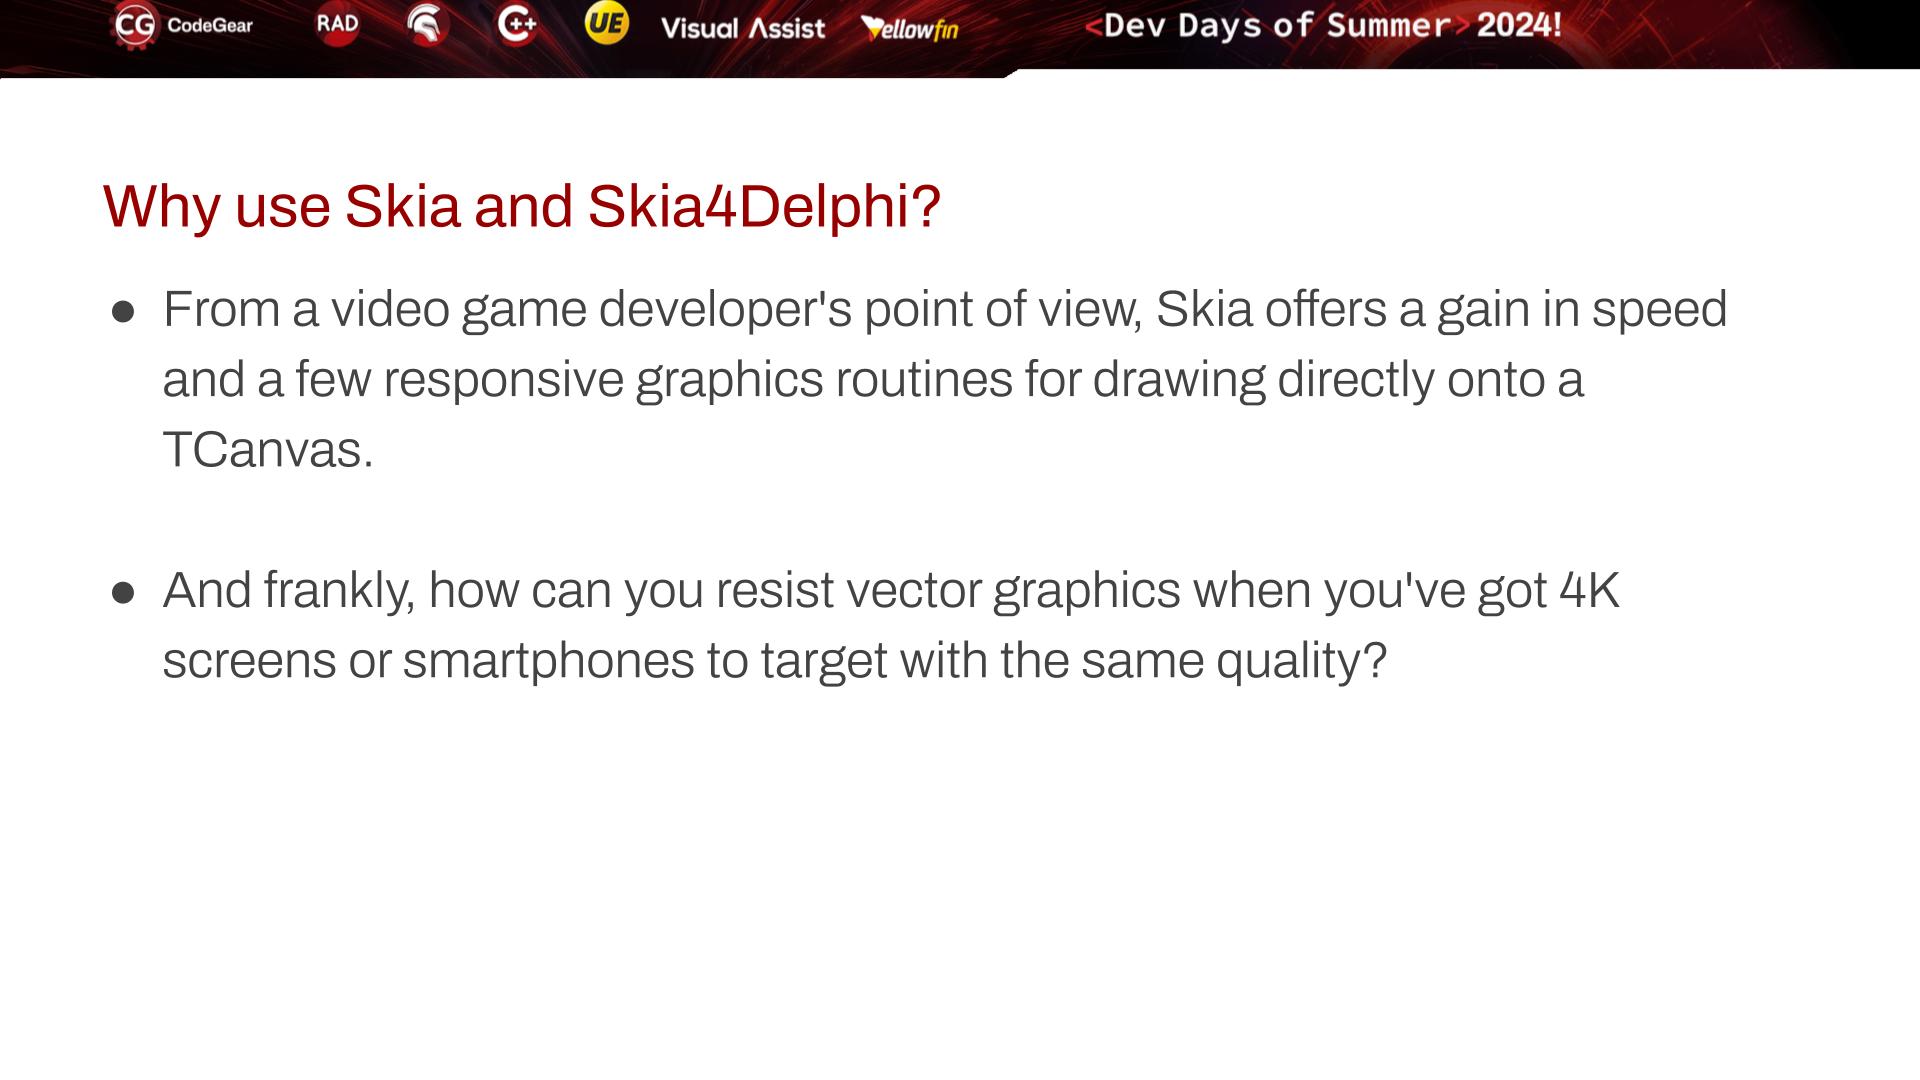 CG CodeGear RAD C++ UE Visual Assist Yellowfin <Dev Days of Summer> 2024!
Why use Skia and Skia4Delphi?
● From a video game developer's point of view, Skia offers a gain in speed
and a few responsive graphics routines for drawing directly onto a
TCanvas.
● And frankly, how can you resist vector graphics when you've got 4K
screens or smartphones to target with the same quality?